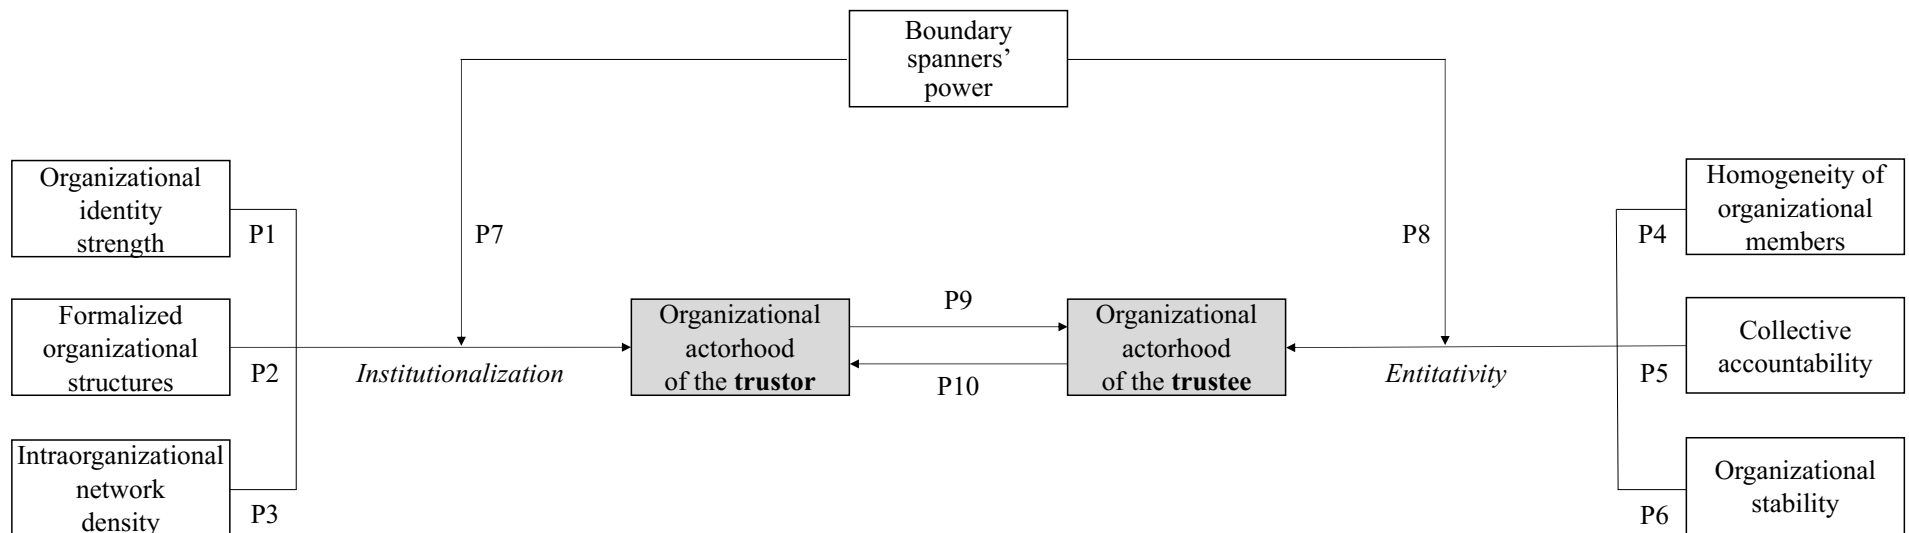 Boundary
spanners’
power
Organizational
identity
strength
P1
P7
P8
P4
Homogeneity of
organizational
members
Formalized
organizational
structures
P2
Institutionalization
Organizational
actorhood
of the trustor
P9
P10
Organizational
actorhood
of the trustee
Entitativity
P5
Collective
accountability
Intraorganizational
network
density
P3
P6
Organizational
stability